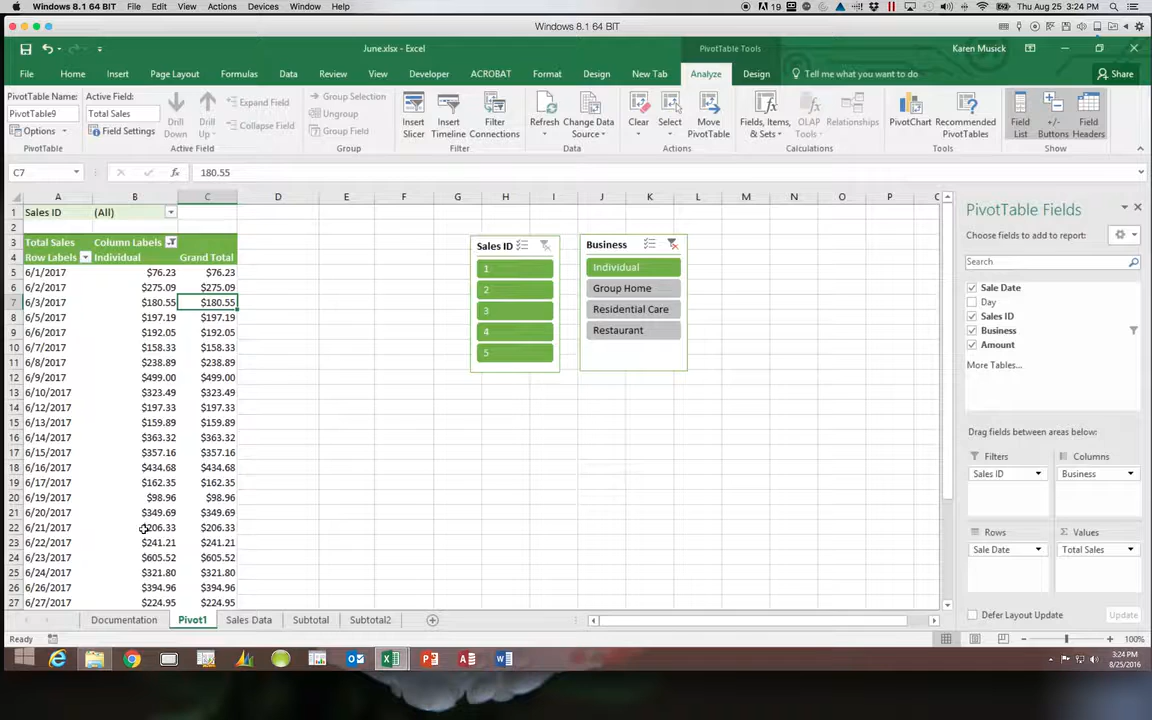 Windows 8.1 64 BIT File Edit View Actions Devices Window Help 19 Thu Aug 25 3:24 PM
Windows 8.1 64 BIT
June.xlsx - Excel PivotTable Tools Karen Musick
File Home Insert Page Layout Formulas Data Review View Developer ACROBAT Format Design New Tab Analyze Design Tell me what you want to do Share
PivotTable Name: Active Field:
PivotTable9 Total Sales
Options Field Settings
PivotTable
Drill Down Drill Up
Expand Field
Collapse Field
Active Field
Group Selection
Ungroup
Group Field
Group
Insert Slicer Insert Timeline Filter Connections
Filter
Refresh Change Data Source
Data
Clear Select Move PivotTable
Actions
Fields, Items, & Sets OLAP Tools Relationships
Calculations
PivotChart Recommended PivotTables
Tools
Field List +/- Buttons Field Headers
Show
C7 fx 180.55
A B C D E F G H I J K L M N O P
1 Sales ID (All)
2
3 Total Sales Column Labels
4 Row Labels Individual Grand Total
5 6/1/2017 $76.23 $76.23
6 6/2/2017 $275.09 $275.09
7 6/3/2017 $180.55 $180.55
8 6/5/2017 $197.19 $197.19
9 6/6/2017 $192.05 $192.05
10 6/7/2017 $158.33 $158.33
11 6/8/2017 $238.89 $238.89
12 6/9/2017 $499.00 $499.00
13 6/10/2017 $323.49 $323.49
14 6/12/2017 $197.33 $197.33
15 6/13/2017 $159.89 $159.89
16 6/14/2017 $363.32 $363.32
17 6/15/2017 $357.16 $357.16
18 6/16/2017 $434.68 $434.68
19 6/17/2017 $162.35 $162.35
20 6/19/2017 $98.96 $98.96
21 6/20/2017 $349.69 $349.69
22 6/21/2017 $206.33 $206.33
23 6/22/2017 $241.21 $241.21
24 6/23/2017 $605.52 $605.52
25 6/24/2017 $321.80 $321.80
26 6/26/2017 $394.96 $394.96
27 6/27/2017 $224.95 $224.95
Sales ID
1
2
3
4
5
Business
Individual
Group Home
Residential Care
Restaurant
PivotTable Fields
Choose fields to add to report:
Search
Sale Date
Day
Sales ID
Business
Amount
More Tables...
Drag fields between areas below:
Filters Columns
Sales ID Business
Rows Values
Sale Date Total Sales
Defer Layout Update Update
Documentation Pivot1 Sales Data Subtotal Subtotal2
Ready 100%
3:24 PM
8/25/2016